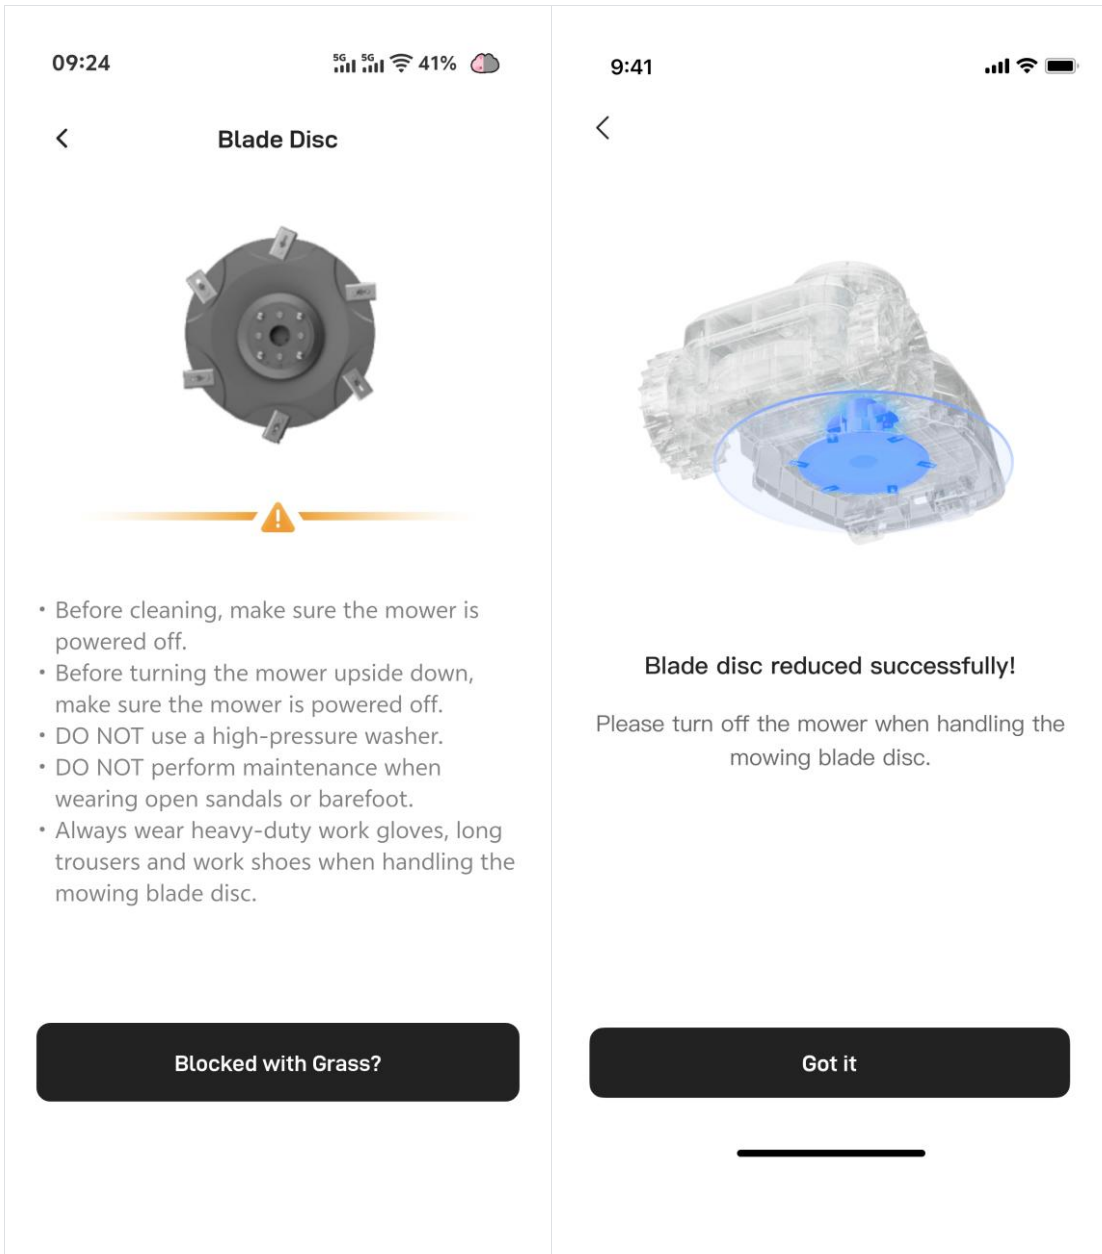 09:24
5G 5G 41%
Blade Disc
• Before cleaning, make sure the mower is
powered off.
• Before turning the mower upside down,
make sure the mower is powered off.
• DO NOT use a high-pressure washer.
• DO NOT perform maintenance when
wearing open sandals or barefoot.
• Always wear heavy-duty work gloves, long
trousers and work shoes when handling the
mowing blade disc.
Blocked with Grass?
9:41
Blade disc reduced successfully!
Please turn off the mower when handling the
mowing blade disc.
Got it